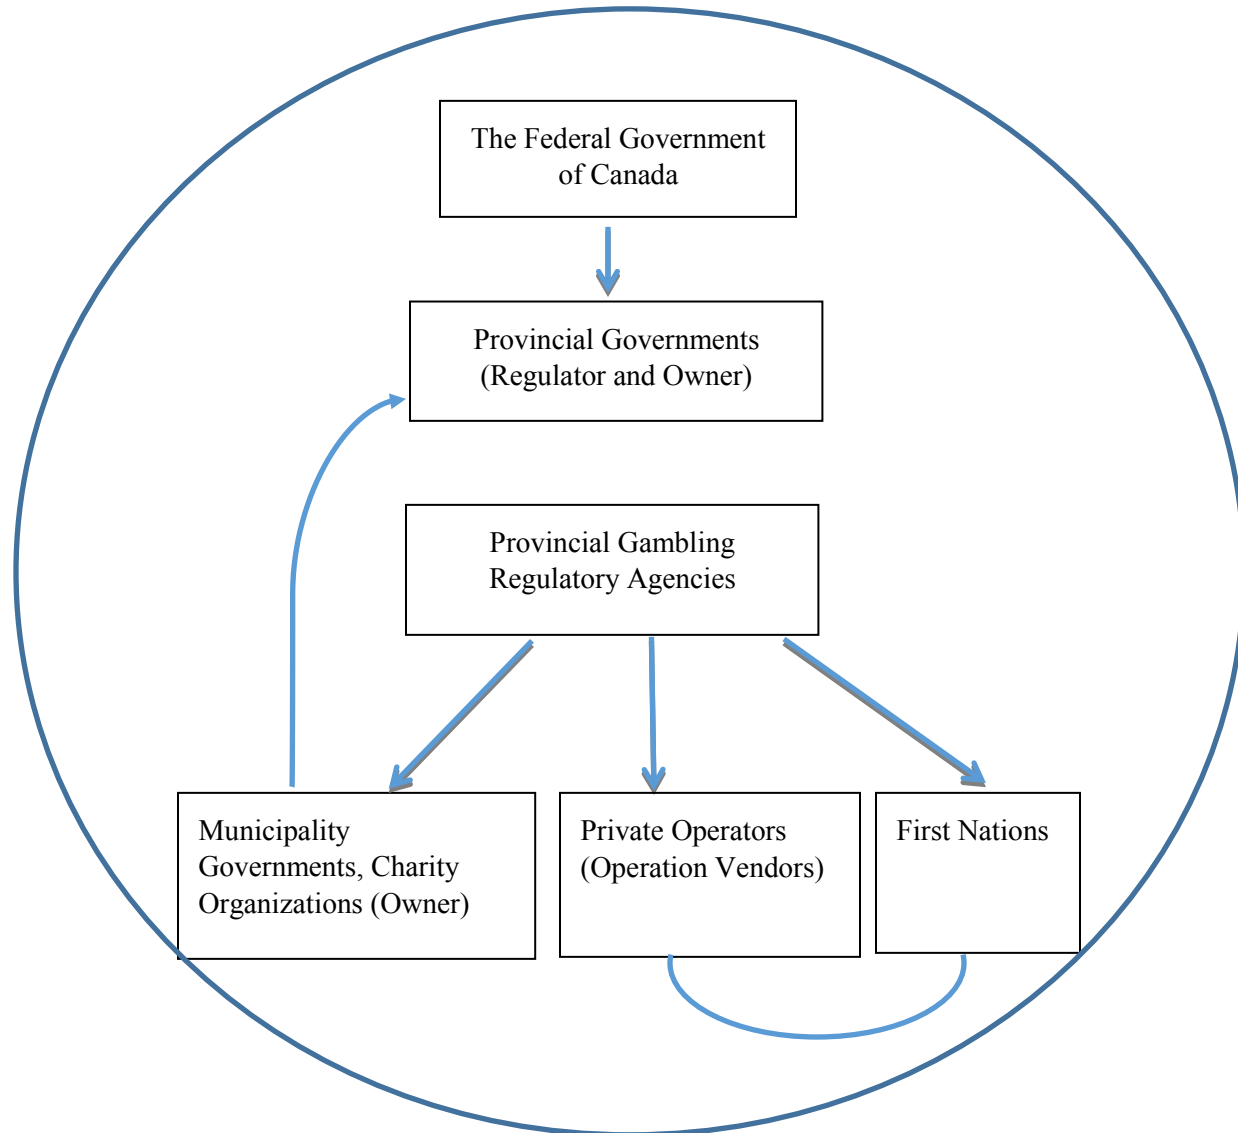 The Federal Government
of Canada
Provincial Governments
(Regulator and Owner)
Provincial Gambling
Regulatory Agencies
Municipality
Governments, Charity
Organizations (Owner)
Private Operators
(Operation Vendors)
First Nations